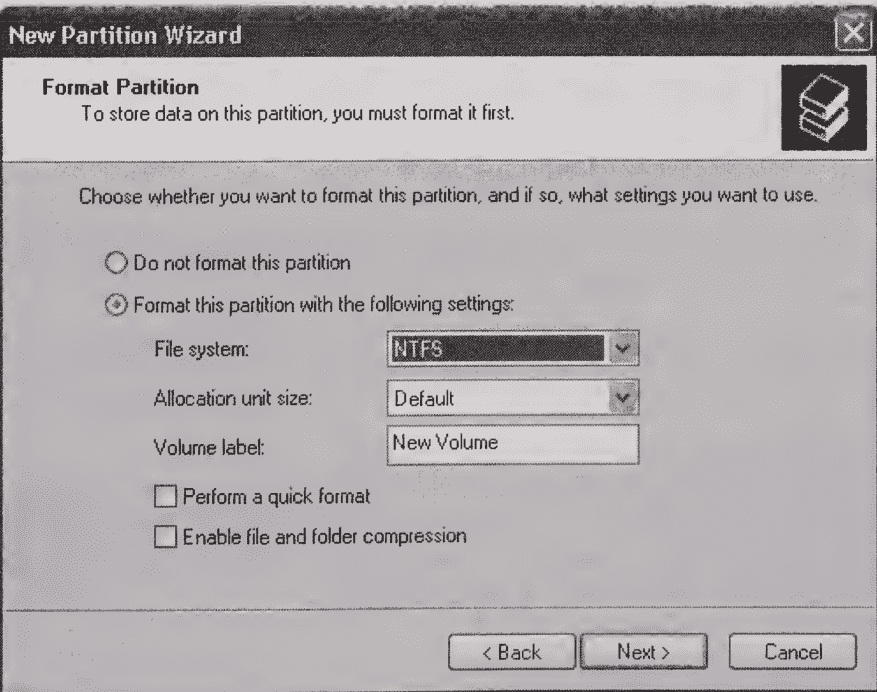 New Partition Wizard
Format Partition
To store data on this partition, you must format it first.
Choose whether you want to format this partition, and if so, what settings you want to use.
Do not format this partition
Format this partition with the following settings:
File system: NTFS
Allocation unit size: Default
Volume label: New Volume
Perform a quick format
Enable file and folder compression
< Back Next > Cancel